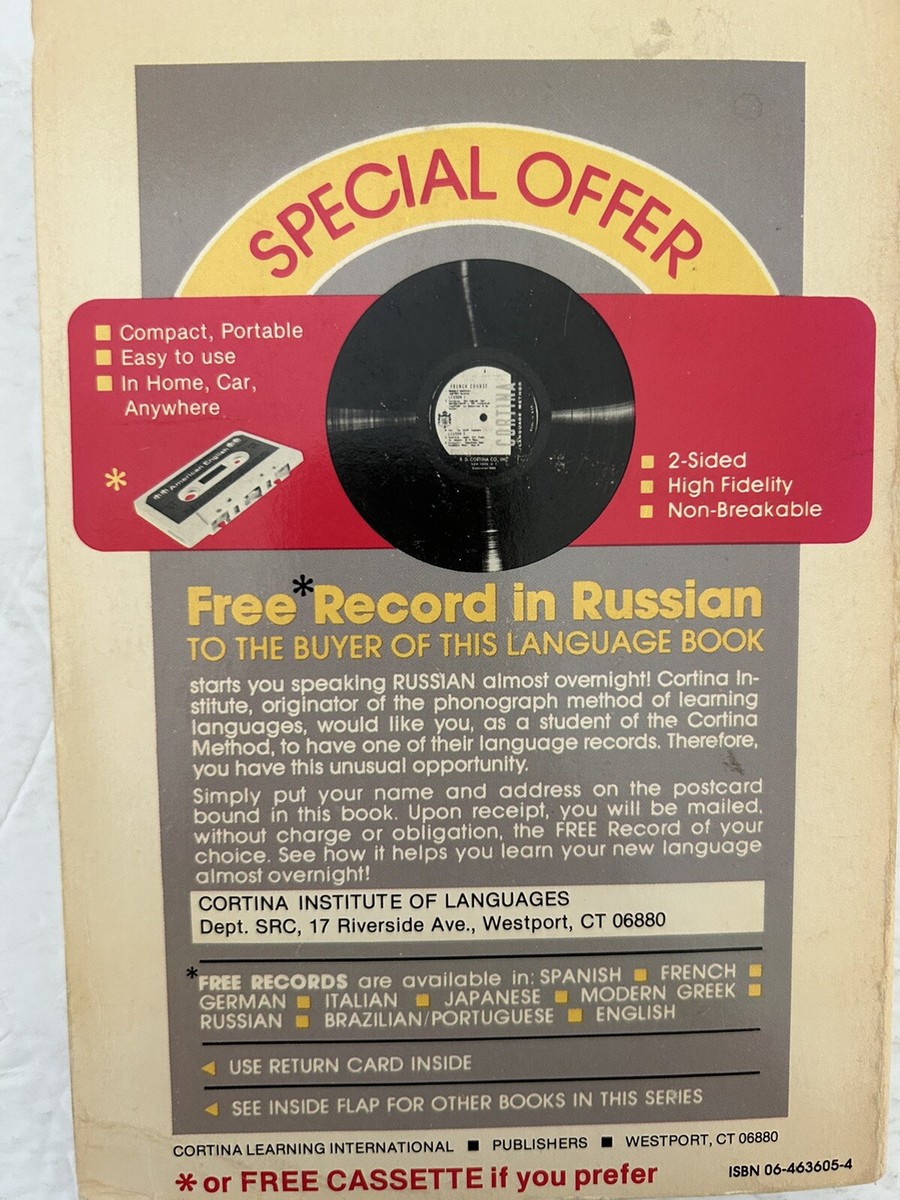 SPECIAL OFFER
■ Compact, Portable
■ Easy to use
■ In Home, Car,
Anywhere
*
American English
FRENCH COURSE
CORTINA
LANGUAGE METHOD
R. D. CORTINA CO., INC.
■ 2-Sided
■ High Fidelity
■ Non-Breakable
Free*Record in Russian
TO THE BUYER OF THIS LANGUAGE BOOK
starts you speaking RUSSIAN almost overnight! Cortina In-
stitute, originator of the phonograph method of learning
languages, would like you, as a student of the Cortina
Method, to have one of their language records. Therefore,
you have this unusual opportunity.
Simply put your name and address on the postcard
bound in this book. Upon receipt, you will be mailed,
without charge or obligation, the FREE Record of your
choice. See how it helps you learn your new language
almost overnight!
CORTINA INSTITUTE OF LANGUAGES
Dept. SRC, 17 Riverside Ave., Westport, CT 06880
*FREE RECORDS are available in: SPANISH ■ FRENCH ■
GERMAN ■ ITALIAN ■ JAPANESE ■ MODERN GREEK ■
RUSSIAN ■ BRAZILIAN/PORTUGUESE ■ ENGLISH
◄ USE RETURN CARD INSIDE
◄ SEE INSIDE FLAP FOR OTHER BOOKS IN THIS SERIES
CORTINA LEARNING INTERNATIONAL ■ PUBLISHERS ■ WESTPORT, CT 06880
* or FREE CASSETTE if you prefer
ISBN 06-463605-4